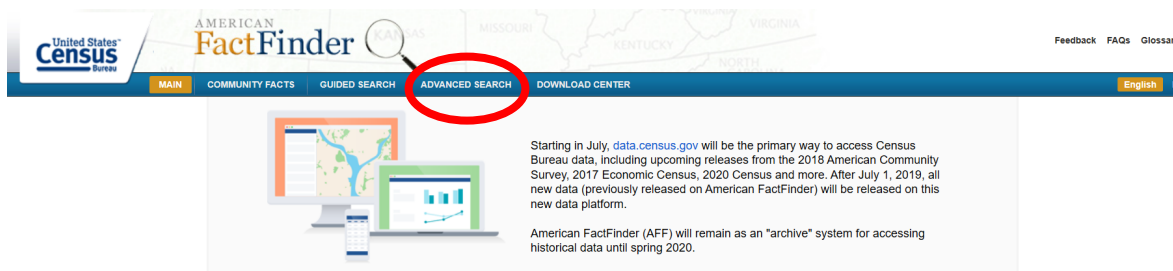 AMERICAN
FactFinder
United States™
Census
Bureau
KANSAS
MISSOURI
KENTUCKY
VIRGINIA
NORTH
Feedback FAQs Glossar
MAIN COMMUNITY FACTS GUIDED SEARCH ADVANCED SEARCH DOWNLOAD CENTER English
Starting in July, data.census.gov will be the primary way to access Census
Bureau data, including upcoming releases from the 2018 American Community
Survey, 2017 Economic Census, 2020 Census and more. After July 1, 2019, all
new data (previously released on American FactFinder) will be released on this
new data platform.
American FactFinder (AFF) will remain as an "archive" system for accessing
historical data until spring 2020.